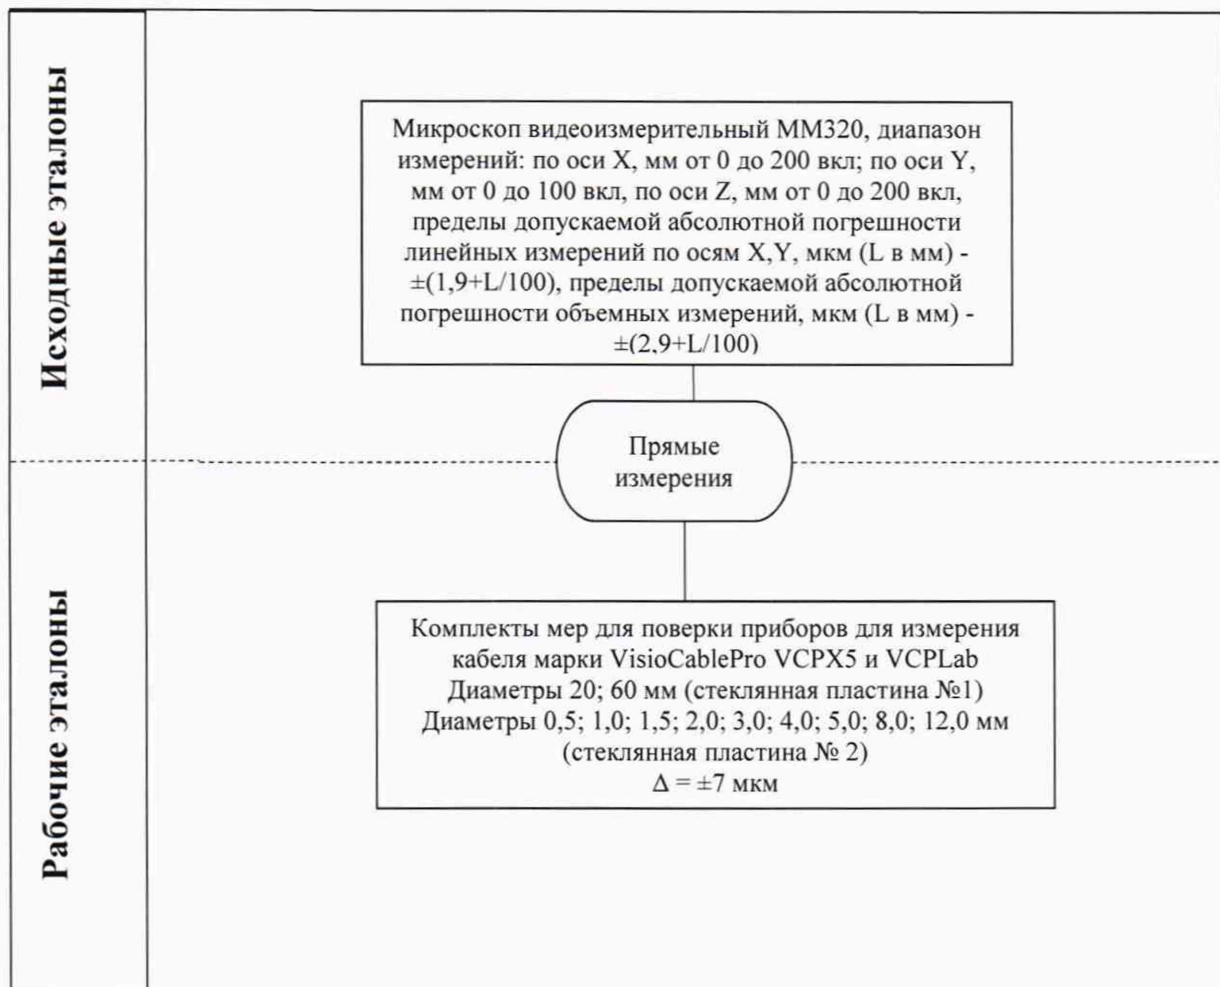 Исходные эталоны
Микроскоп видеоизмерительный ММ320, диапазон
измерений: по оси X, мм от 0 до 200 вкл; по оси Y,
мм от 0 до 100 вкл, по оси Z, мм от 0 до 200 вкл,
пределы допускаемой абсолютной погрешности
линейных измерений по осям X,Y, мкм (L в мм) -
±(1,9+L/100), пределы допускаемой абсолютной
погрешности объемных измерений, мкм (L в мм) -
±(2,9+L/100)
Прямые
измерения
Рабочие эталоны
Комплекты мер для поверки приборов для измерения
кабеля марки VisioCablePro VCPX5 и VCPLab
Диаметры 20; 60 мм (стеклянная пластина №1)
Диаметры 0,5; 1,0; 1,5; 2,0; 3,0; 4,0; 5,0; 8,0; 12,0 мм
(стеклянная пластина № 2)
Δ = ±7 мкм